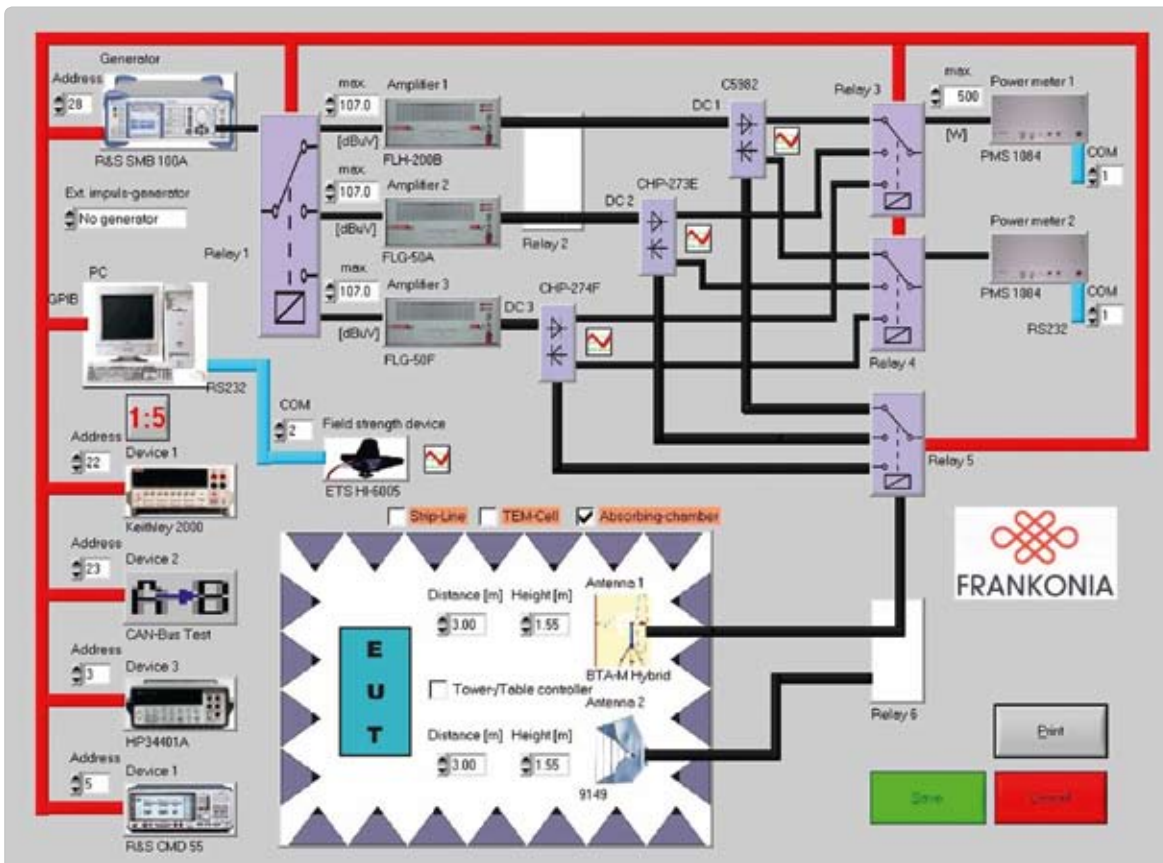 Generator
Address
28
R&S SMB 100A
Ext. impuls-generator
No generator
Relay 1
max.
107.0
[dBuV]
Amplifier 1
FLH-200B
max.
107.0
[dBuV]
Amplifier 2
FLG-50A
max.
107.0
[dBuV]
Amplifier 3
FLG-50F
Relay 2
C5982
DC 1
CHP-273E
DC 2
CHP-274F
DC 3
Relay 3
max.
500
[W]
Power meter 1
PMS 1084
COM
1
Power meter 2
PMS 1084
COM
1
RS232
Relay 4
Relay 5
PC
GPIB
RS232
1:5
COM
2
Field strength device
ETS HI-6005
Address
22
Device 1
Keithley 2000
Address
23
Device 2
A B
CAN-Bus Test
Address
3
Device 3
HP34401A
Address
5
Device 1
R&S CMD 55
Strip-Line
TEM-Cell
Absorbing-chamber
EUT
Distance [m]
Height [m]
3.00
1.55
Antenna 1
BTA-M Hybrid
Tower-/Table controller
Antenna 2
Distance [m]
Height [m]
3.00
1.55
9149
FRANKONIA
Relay 6
Print
Save
Cancel